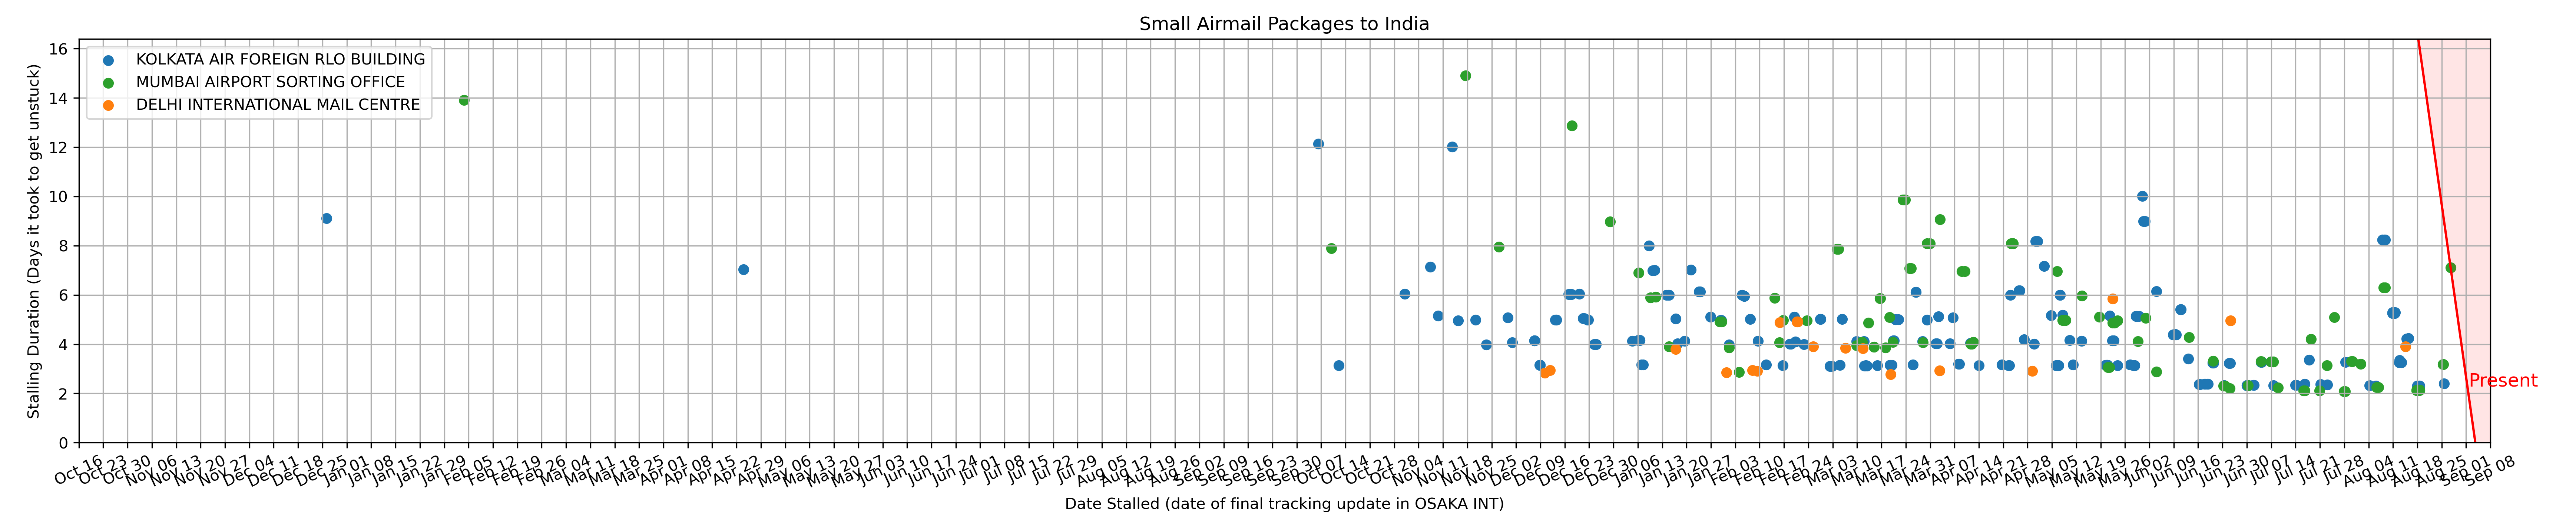 Small Airmail Packages to India
KOLKATA AIR FOREIGN RLO BUILDING
MUMBAI AIRPORT SORTING OFFICE
DELHI INTERNATIONAL MAIL CENTRE
Stalling Duration (Days it took to get unstuck)
16
14
12
10
8
6
4
2
0
Present
Oct 16 Oct 23 Oct 30 Nov 06 Nov 13 Nov 20 Nov 27 Dec 04 Dec 11 Dec 18 Dec 25 Jan 01 Jan 08 Jan 15 Jan 22 Jan 29 Feb 05 Feb 12 Feb 19 Feb 26 Mar 04 Mar 11 Mar 18 Mar 25 Apr 01 Apr 08 Apr 15 Apr 22 Apr 29 May 06 May 13 May 20 May 27 Jun 03 Jun 10 Jun 17 Jun 24 Jul 01 Jul 08 Jul 15 Jul 22 Jul 29 Aug 05 Aug 12 Aug 19 Aug 26 Sep 02 Sep 09 Sep 16 Sep 23 Sep 30 Oct 07 Oct 14 Oct 21 Oct 28 Nov 04 Nov 11 Nov 18 Nov 25 Dec 02 Dec 09 Dec 16 Dec 23 Dec 30 Jan 06 Jan 13 Jan 20 Jan 27 Feb 03 Feb 10 Feb 17 Feb 24 Mar 03 Mar 10 Mar 17 Mar 24 Mar 31 Apr 07 Apr 14 Apr 21 Apr 28 May 05 May 12 May 19 May 26 Jun 02 Jun 09 Jun 16 Jun 23 Jun 30 Jul 07 Jul 14 Jul 21 Jul 28 Aug 04 Aug 11 Aug 18 Aug 25 Sep 01 Sep 08
Date Stalled (date of final tracking update in OSAKA INT)